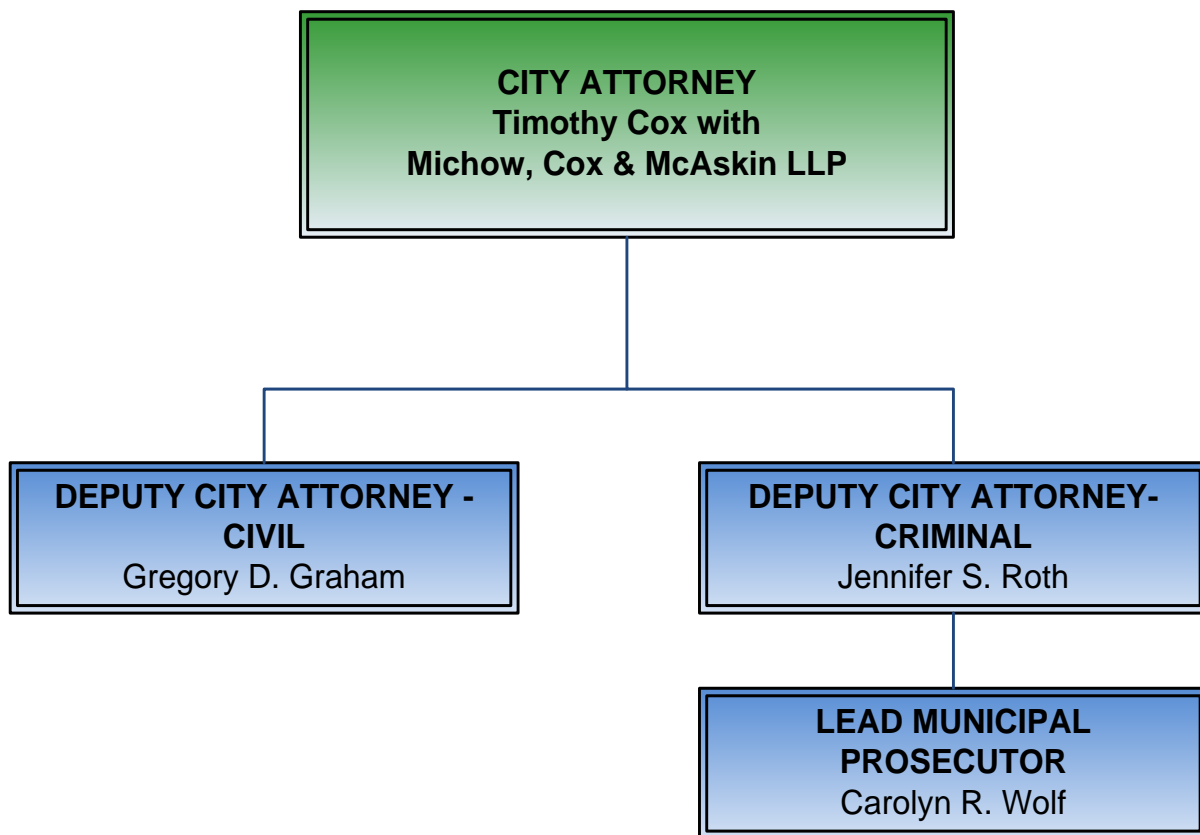 CITY ATTORNEY
Timothy Cox with
Michow, Cox & McAskin LLP
DEPUTY CITY ATTORNEY -
CIVIL
Gregory D. Graham
DEPUTY CITY ATTORNEY-
CRIMINAL
Jennifer S. Roth
LEAD MUNICIPAL
PROSECUTOR
Carolyn R. Wolf